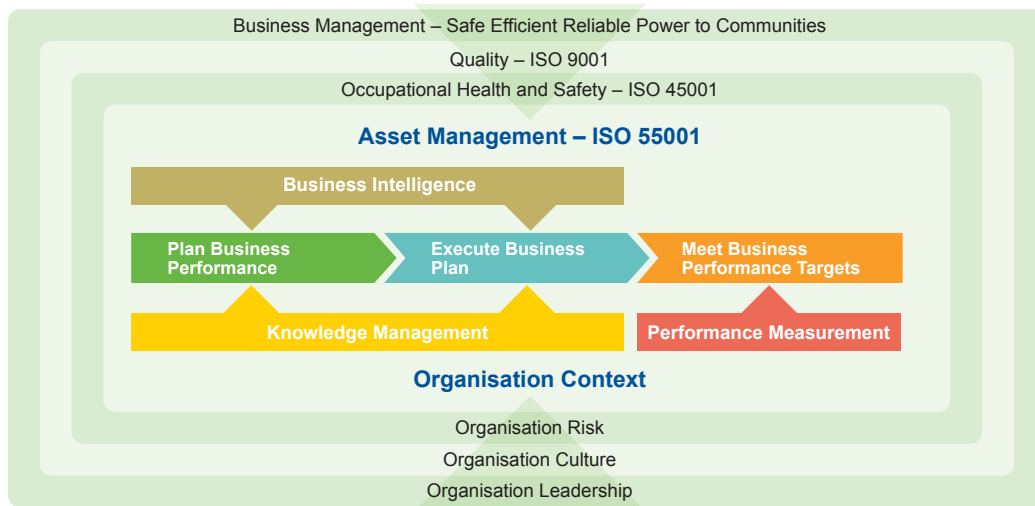 Business Management – Safe Efficient Reliable Power to Communities
Quality – ISO 9001
Occupational Health and Safety – ISO 45001
Asset Management – ISO 55001
Business Intelligence
Plan Business
Performance
Execute Business
Plan
Meet Business
Performance Targets
Knowledge Management
Performance Measurement
Organisation Context
Organisation Risk
Organisation Culture
Organisation Leadership